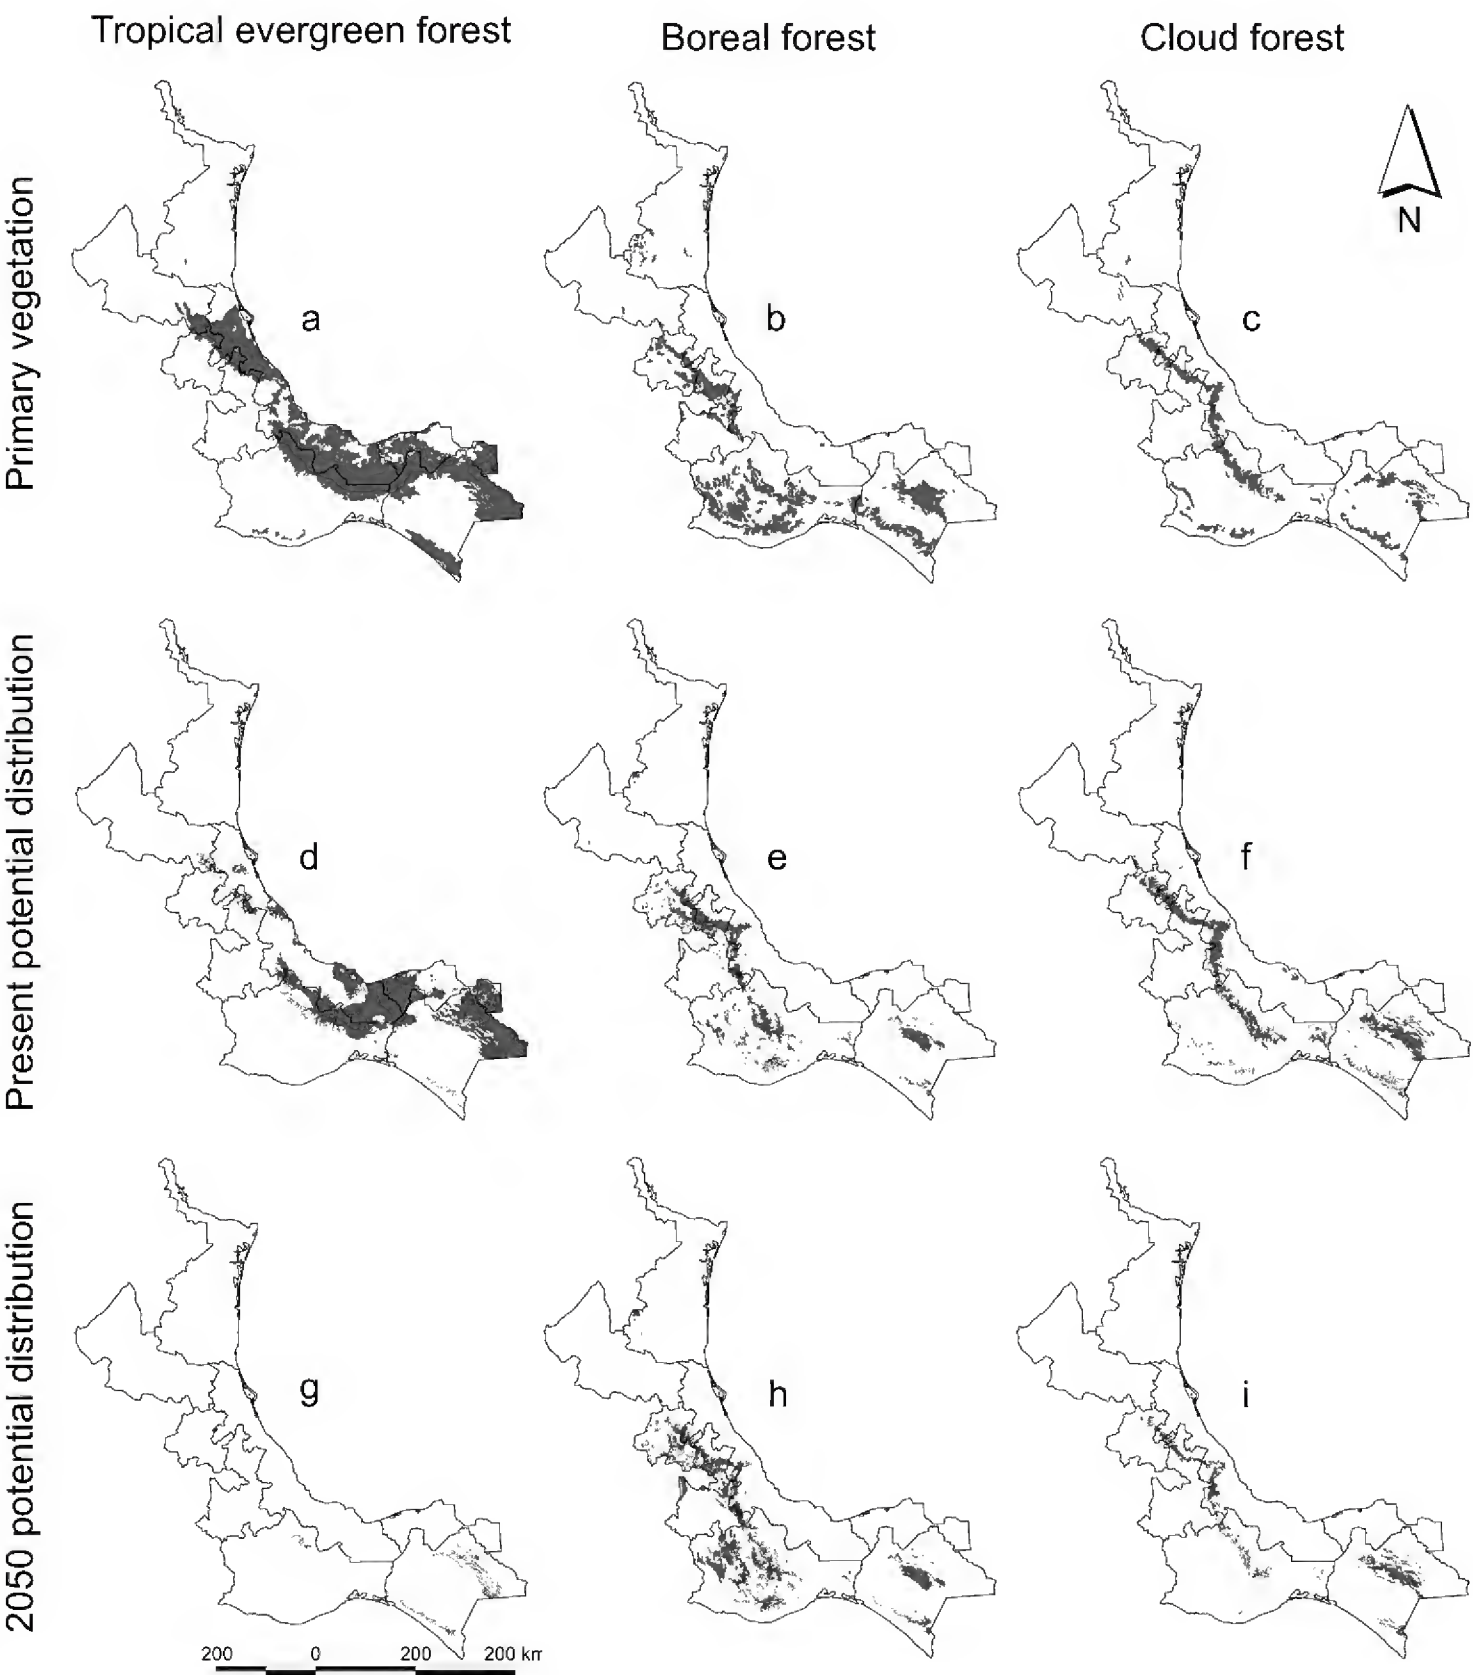 Tropical evergreen forest
Boreal forest
Cloud forest
N
Primary vegetation
a
b
c
Present potential distribution
d
e
f
2050 potential distribution
g
h
i
200 0 200 200 km